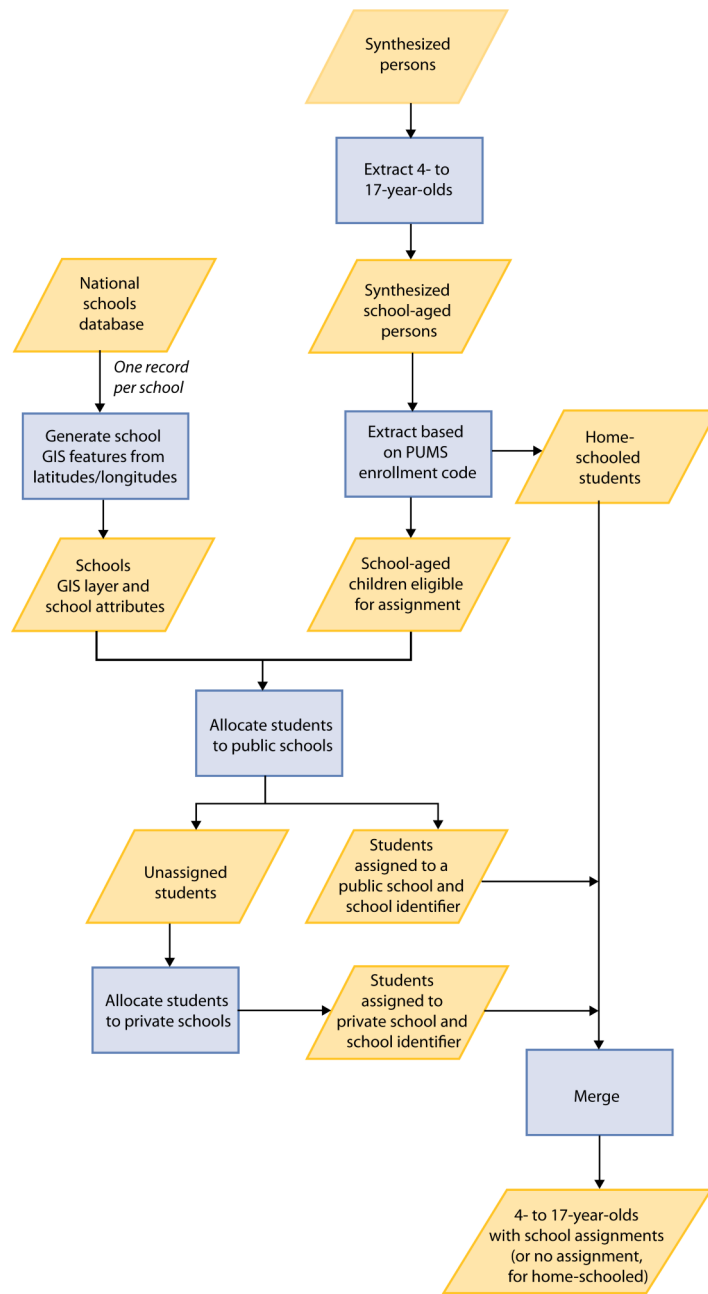 Synthesized
persons
Extract 4- to
17-year-olds
National
schools
database
Synthesized
school-aged
persons
One record
per school
Generate school
GIS features from
latitudes/longitudes
Extract based
on PUMS
enrollment code
Home-
schooled
students
Schools
GIS layer and
school attributes
School-aged
children eligible
for assignment
Allocate students
to public schools
Unassigned
students
Students
assigned to a
public school and
school identifier
Allocate students
to private schools
Students
assigned to
private school and
school identifier
Merge
4- to 17-year-olds
with school assignments
(or no assignment,
for home-schooled)